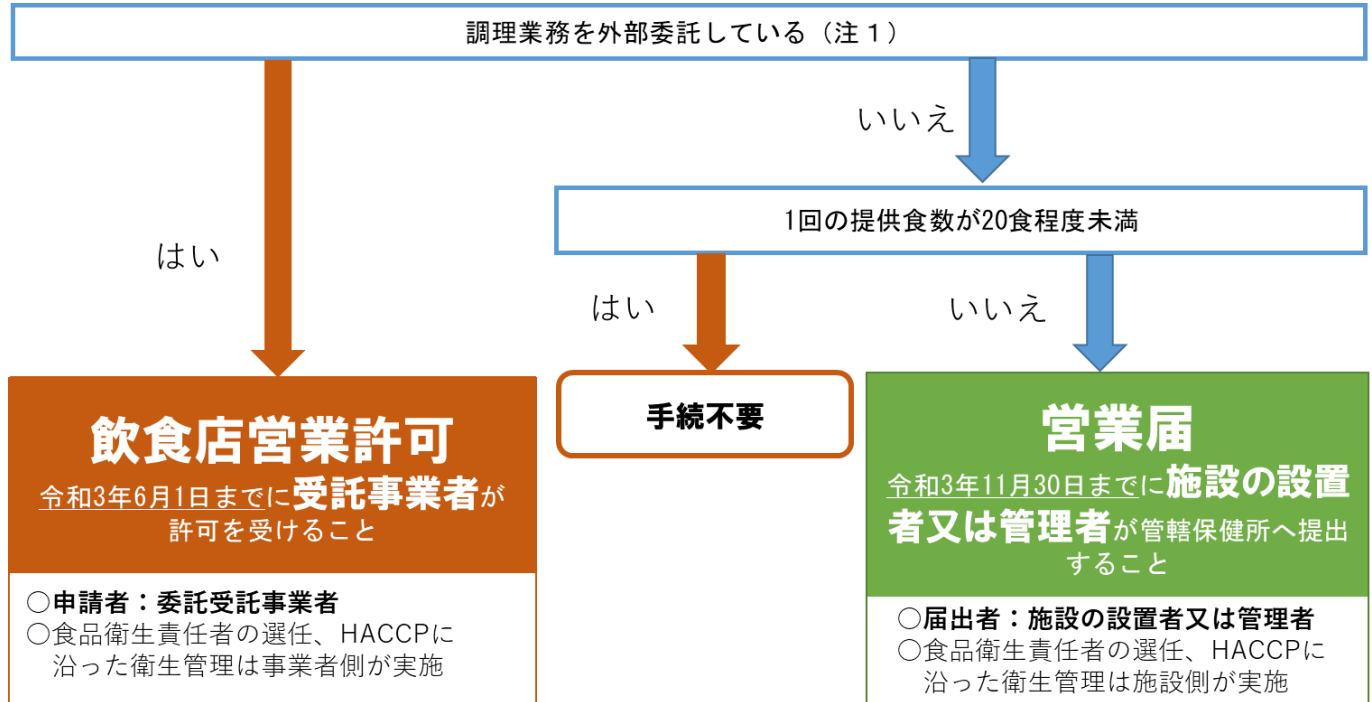 調理業務を外部委託している（注１）
いいえ
1回の提供食数が20食程度未満
はい
はい
いいえ
飲食店営業許可
令和3年6月1日までに受託事業者が
許可を受けること
○申請者：委託受託事業者
○食品衛生責任者の選任、HACCPに
沿った衛生管理は事業者側が実施
手続不要
営業届
令和3年11月30日までに施設の設置
者又は管理者が管轄保健所へ提出
すること
○届出者：施設の設置者又は管理者
○食品衛生責任者の選任、HACCPに
沿った衛生管理は施設側が実施